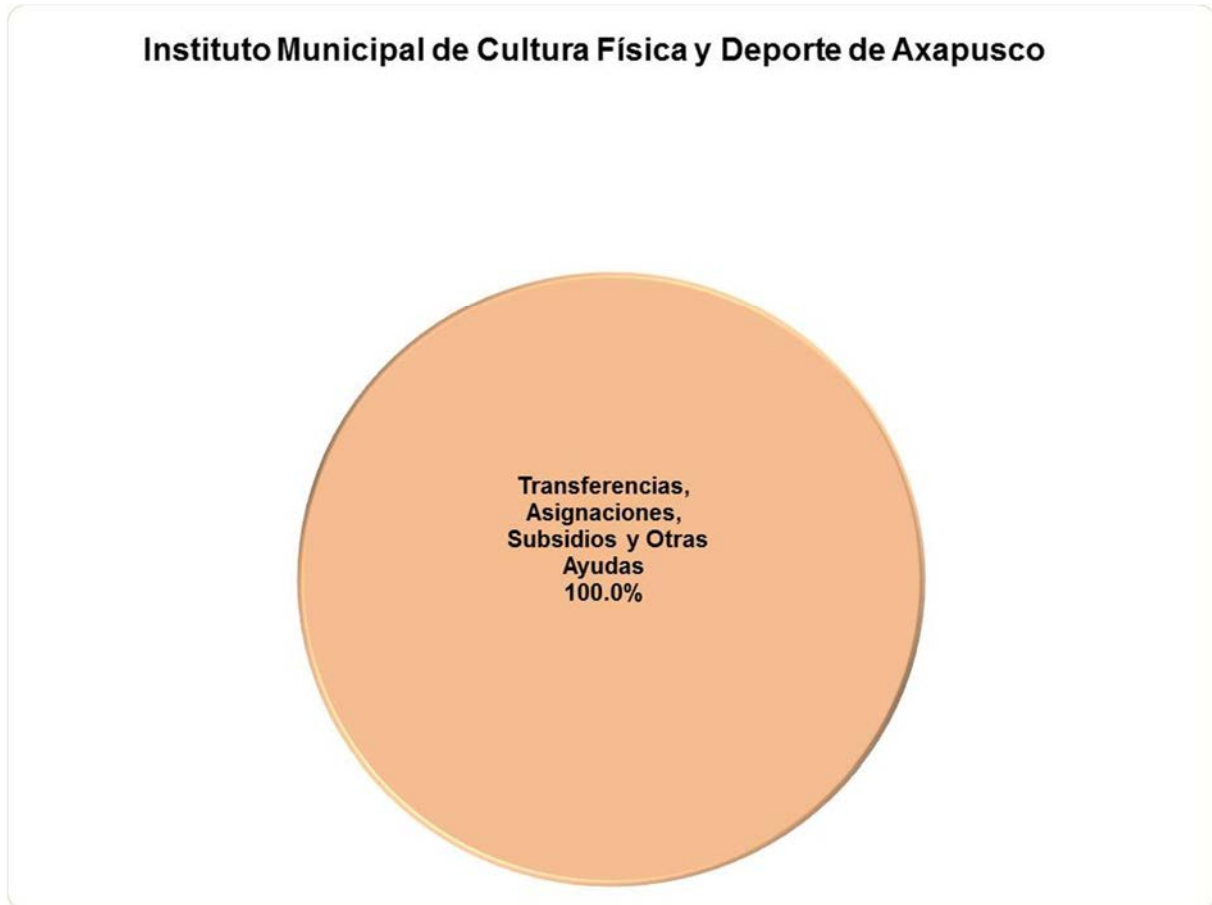 Instituto Municipal de Cultura Física y Deporte de Axapusco
Transferencias,
Asignaciones,
Subsidios y Otras
Ayudas
100.0%